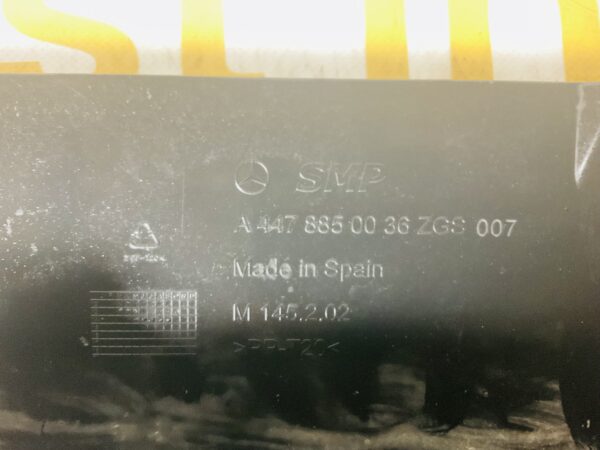 SMP
A 447 885 00 36 ZGS 007
Made in Spain
M 145.2.02
>PP-T20<